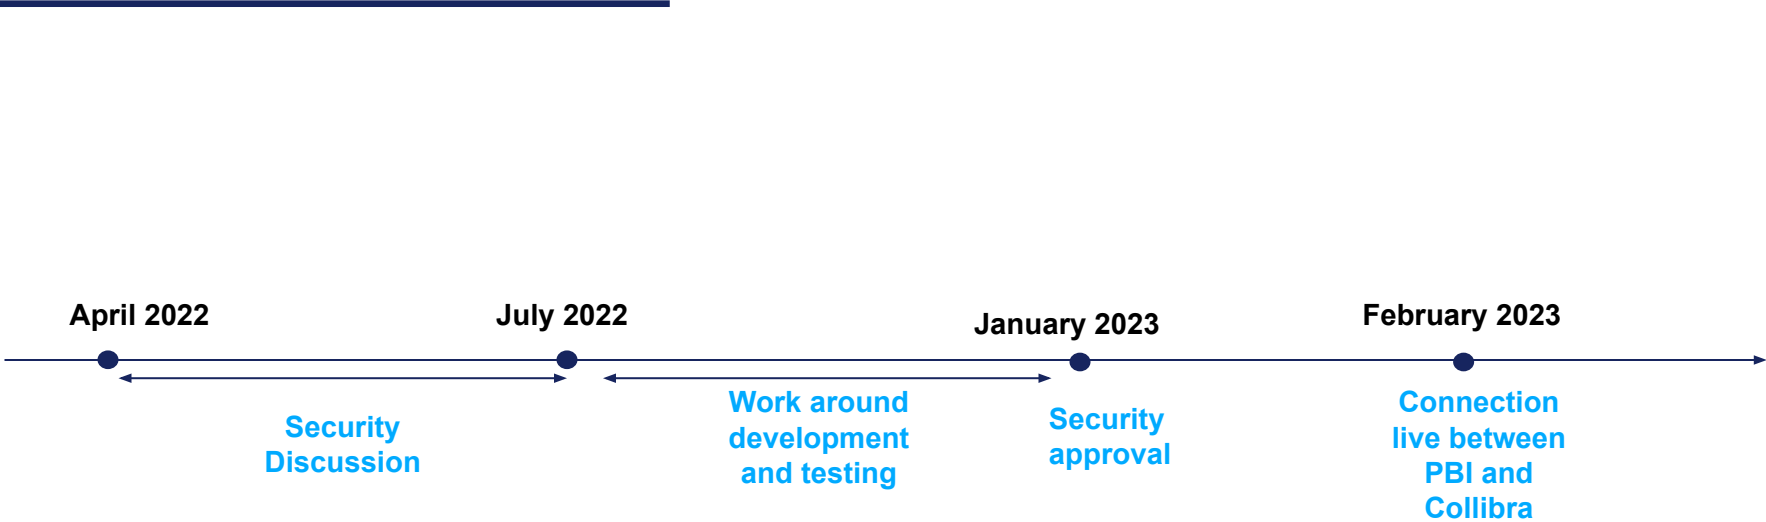 April 2022
July 2022
January 2023
February 2023
Security
Discussion
Work around
development
and testing
Security
approval
Connection
live between
PBI and
Collibra